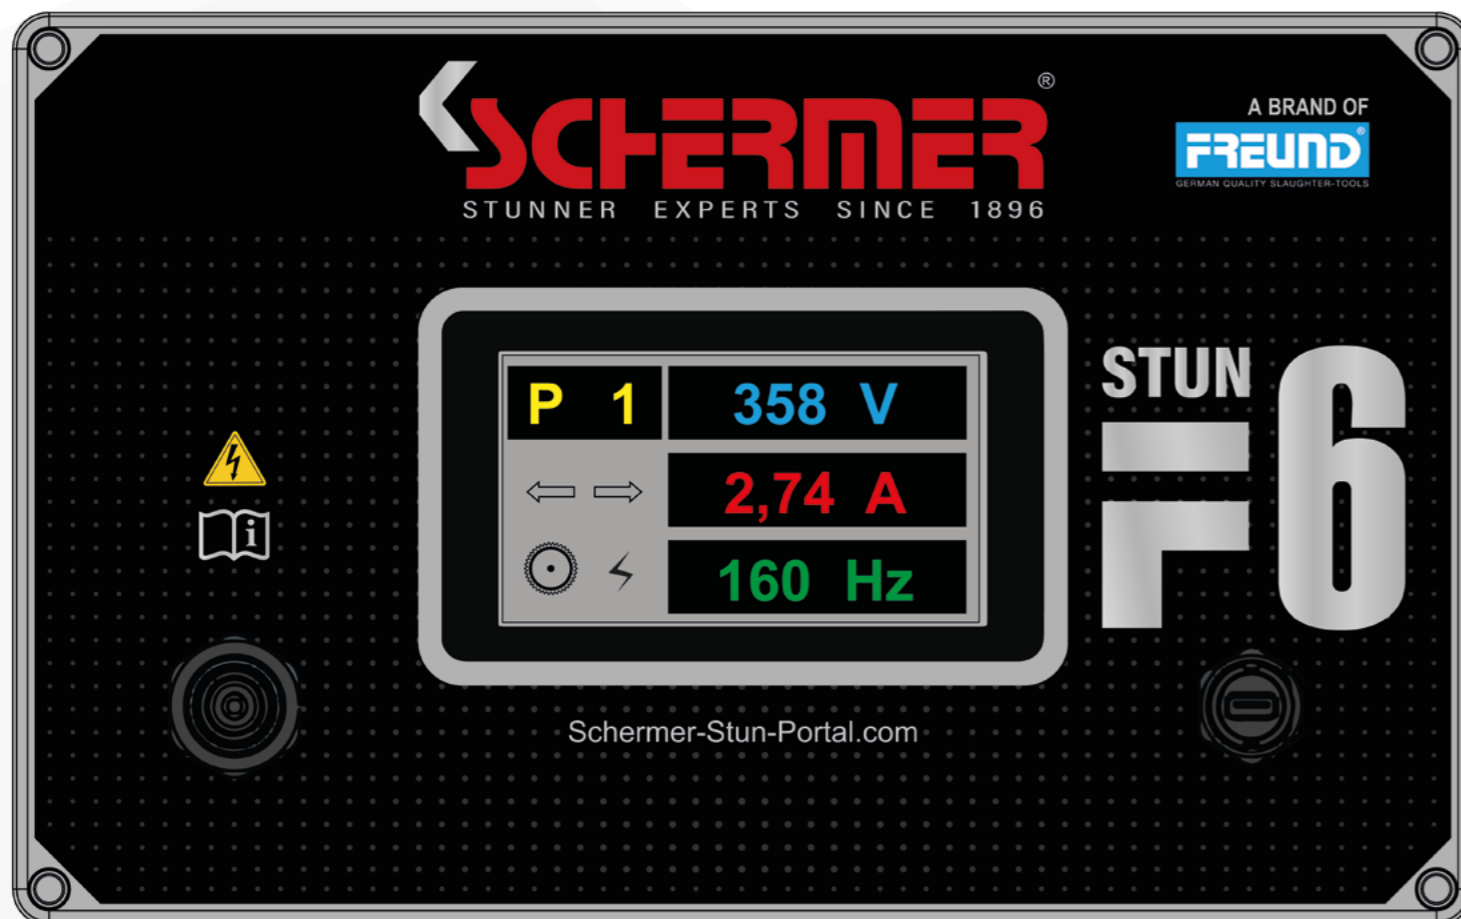 SCHERMER®
STUNNER EXPERTS SINCE 1896
A BRAND OF
FREUND®
GERMAN QUALITY SLAUGHTER-TOOLS
P 1
358 V
2,74 A
160 Hz
STUN
F6
i
Schermer-Stun-Portal.com